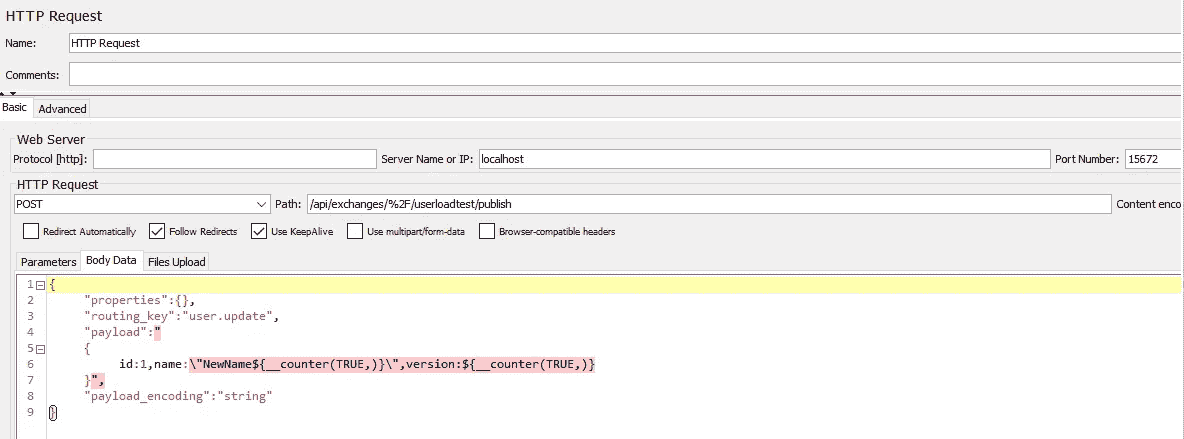 HTTP Request
Name: HTTP Request
Comments:
Basic Advanced
Web Server
Protocol [http]: Server Name or IP: localhost Port Number: 15672
HTTP Request
POST Path: /api/exchanges/%2F/userloadtest/publish Content enco
Redirect Automatically Follow Redirects Use KeepAlive Use multipart/form-data Browser-compatible headers
Parameters Body Data Files Upload
1 {
2 "properties":{},
3 "routing_key":"user.update",
4 "payload":"
5 {
6 id:1,name:\"NewName${__counter(TRUE,)}\",version:${__counter(TRUE,)}
7 }",
8 "payload_encoding":"string"
9 }